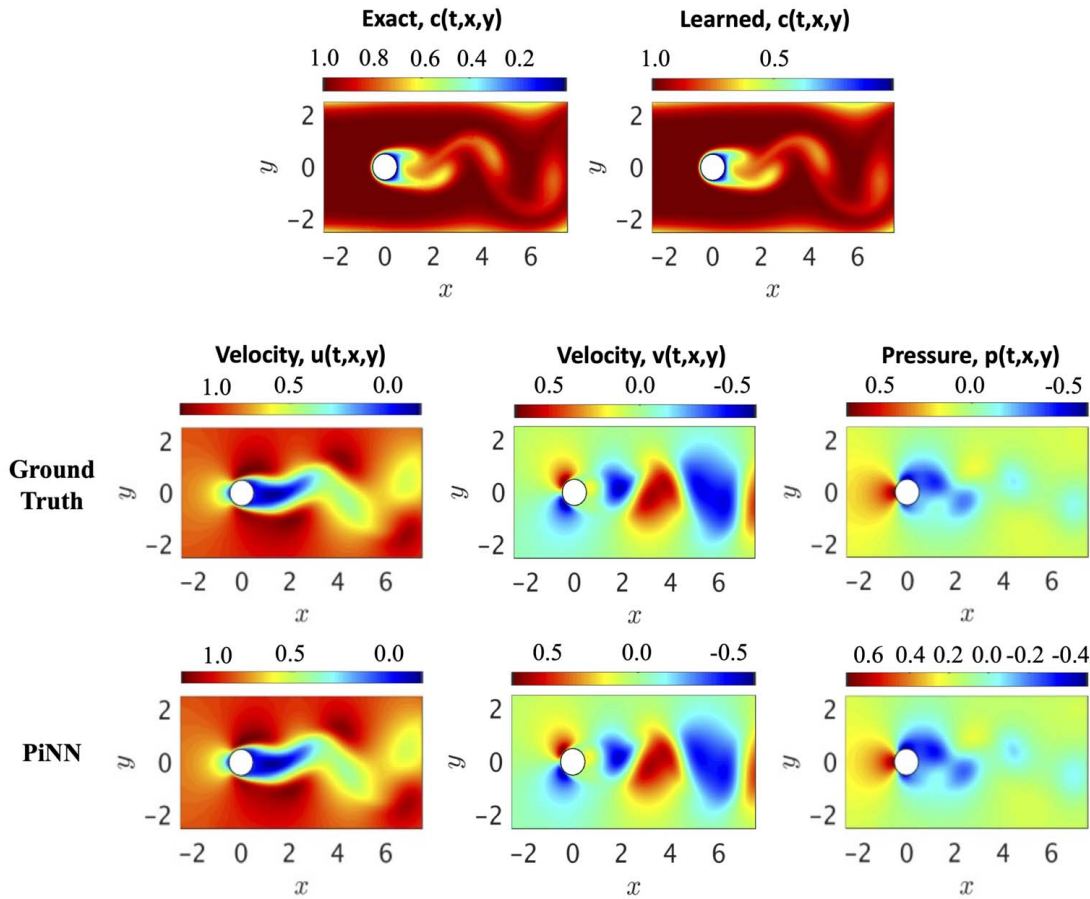 Exact, c(t,x,y) Learned, c(t,x,y)
1.0 0.8 0.6 0.4 0.2 1.0 0.5
2 2
y 0 y 0
−2 −2
−2 0 2 4 6 −2 0 2 4 6
x x
Velocity, u(t,x,y) Velocity, v(t,x,y) Pressure, p(t,x,y)
1.0 0.5 0.0 0.5 0.0 -0.5 0.5 0.0 -0.5
2 2 2
Ground
Truth
y 0 y 0 y 0
−2 −2 −2
−2 0 2 4 6 −2 0 2 4 6 −2 0 2 4 6
x x x
1.0 0.5 0.0 0.5 0.0 -0.5 0.6 0.4 0.2 0.0 -0.2 -0.4
2 2 2
PiNN y 0 y 0 y 0
−2 −2 −2
−2 0 2 4 6 −2 0 2 4 6 −2 0 2 4 6
x x x